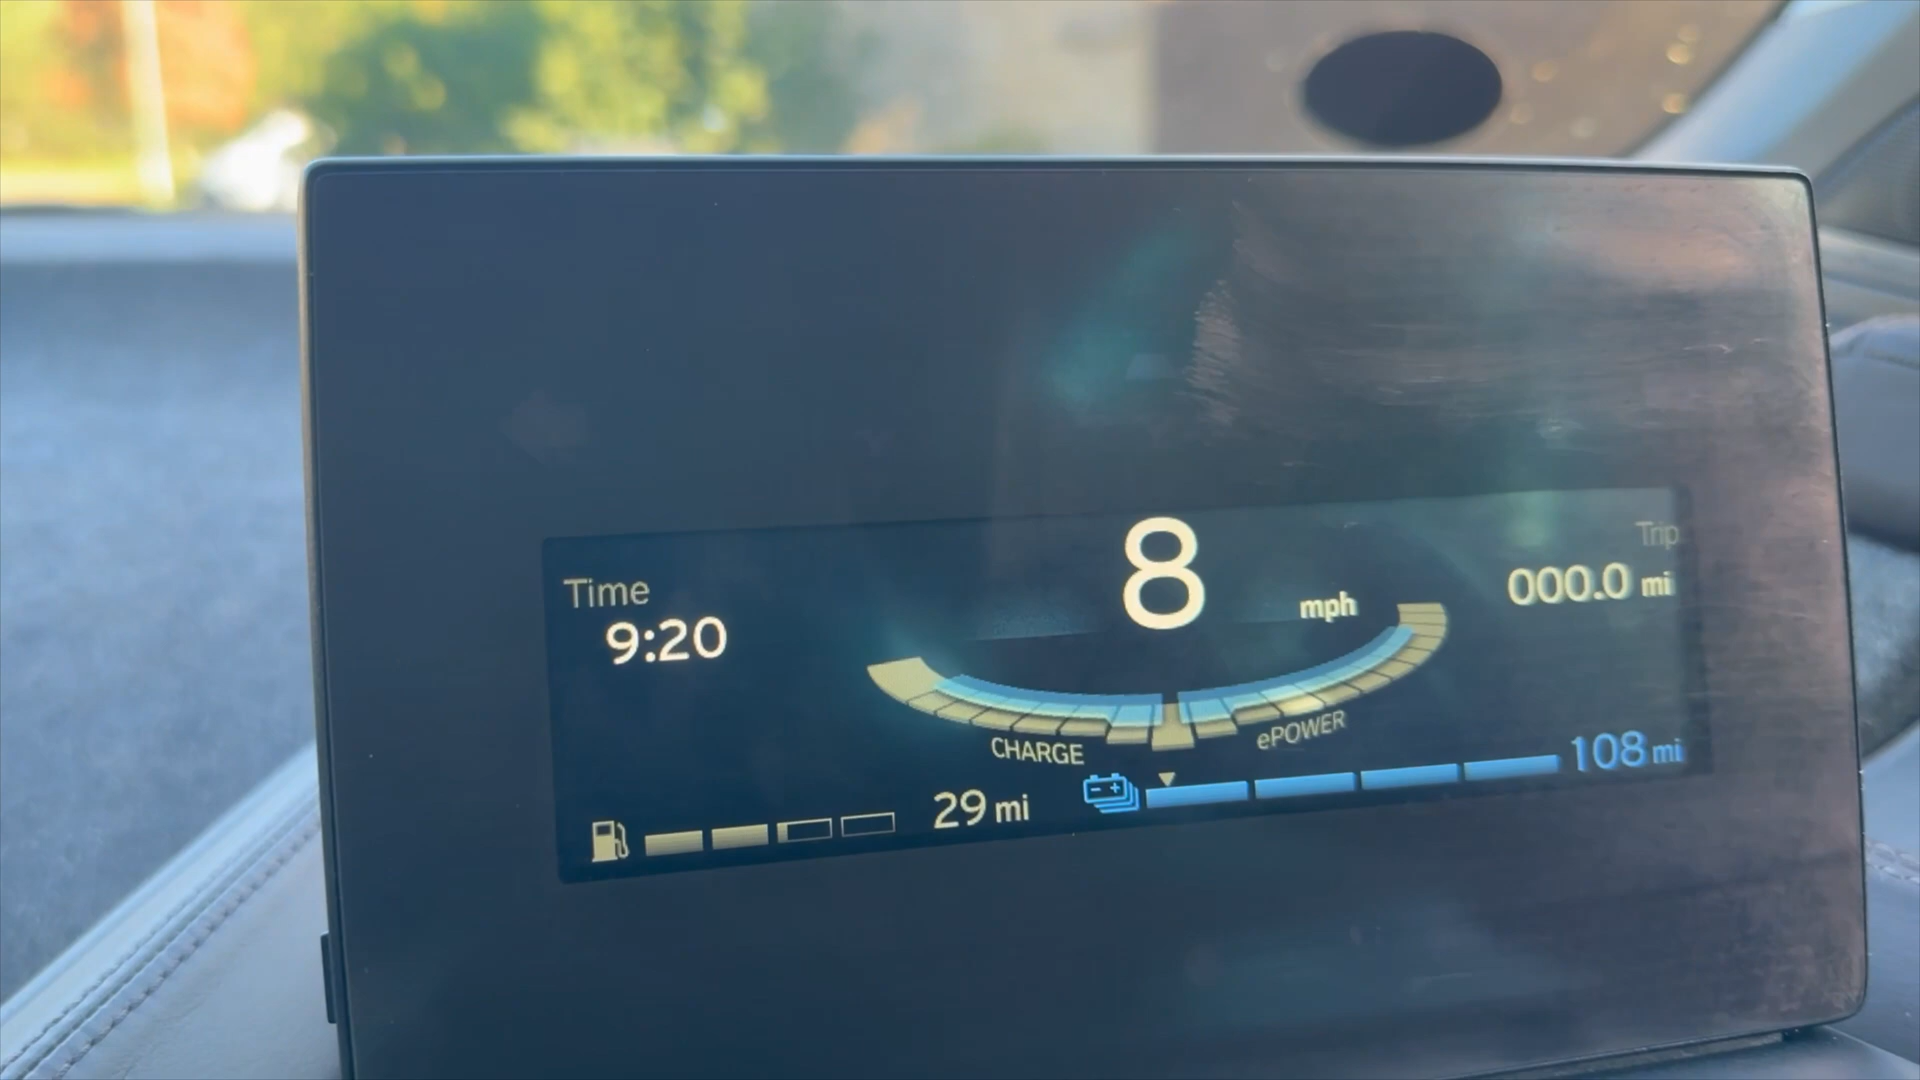 Time
9:20
8
mph
Trip
000.0 mi
CHARGE
ePOWER
29 mi
108 mi